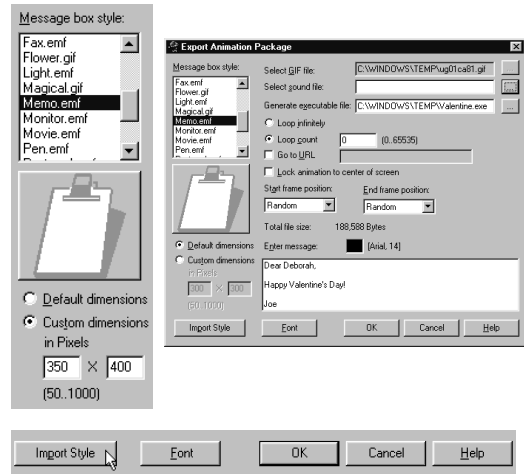 Message box style:
Fax.emf
Flower.gif
Light.emf
Magical.gif
Memo.emf
Monitor.emf
Movie.emf
Pen.emf
Default dimensions
Custom dimensions
in Pixels
350 X 400
(50..1000)
Export Animation Package
Message box style:
Fax.emf
Flower.gif
Light.emf
Magical.gif
Memo.emf
Monitor.emf
Movie.emf
Pen.emf
Default dimensions
Custom dimensions
in Pixels
300 X 300
(50..1000)
Select GIF file: C:\WINDOWS\TEMP\ug01ca81.gif
Select sound file:
Generate executable file: C:\WINDOWS\TEMP\Valentine.exe ...
Loop infinitely
Loop count 0 (0..65535)
Go to URL
Lock animation to center of screen
Start frame position: End frame position:
Random Random
Total file size: 188,588 Bytes
Enter message: (Arial, 14)
Dear Deborah,
Happy Valentine's Day!
Joe
Import Style Font OK Cancel Help
Import Style Font OK Cancel Help